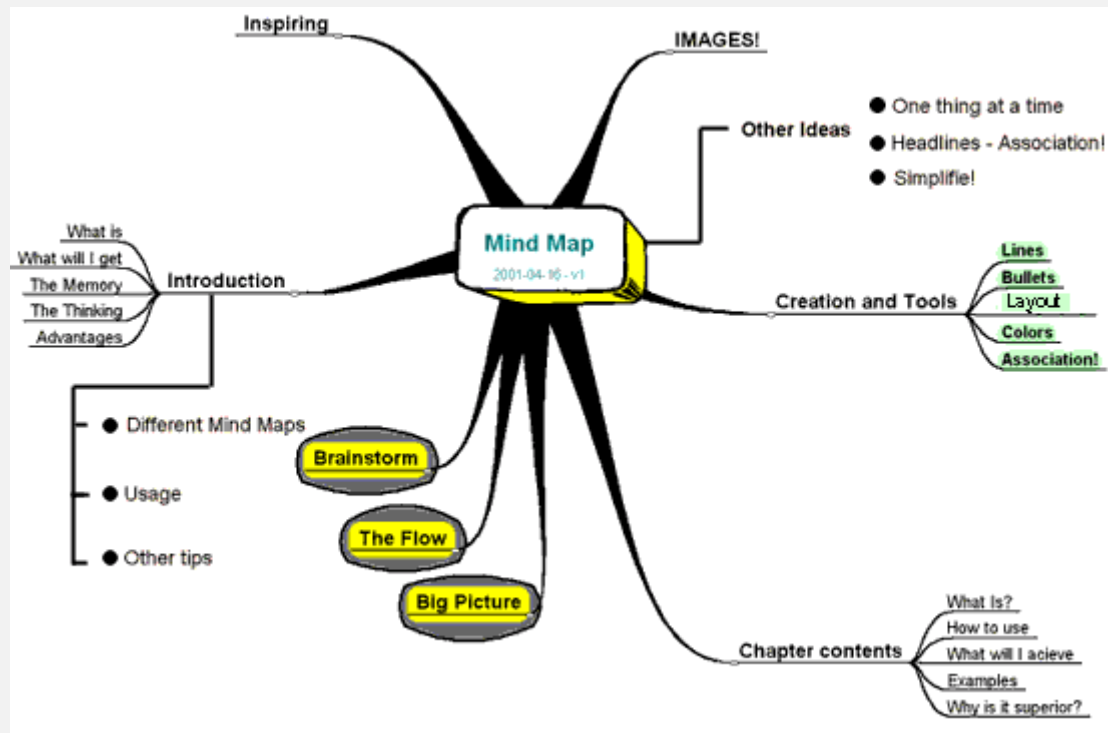 Inspiring
IMAGES!
Other Ideas
One thing at a time
Headlines - Association!
Simplifie!
Mind Map
2001-04-16 - v1
What is
What will I get
The Memory
The Thinking
Advantages
Introduction
Different Mind Maps
Usage
Other tips
Creation and Tools
Lines
Bullets
Layout
Colors
Association!
Brainstorm
The Flow
Big Picture
Chapter contents
What Is?
How to use
What will I acieve
Examples
Why is it superior?